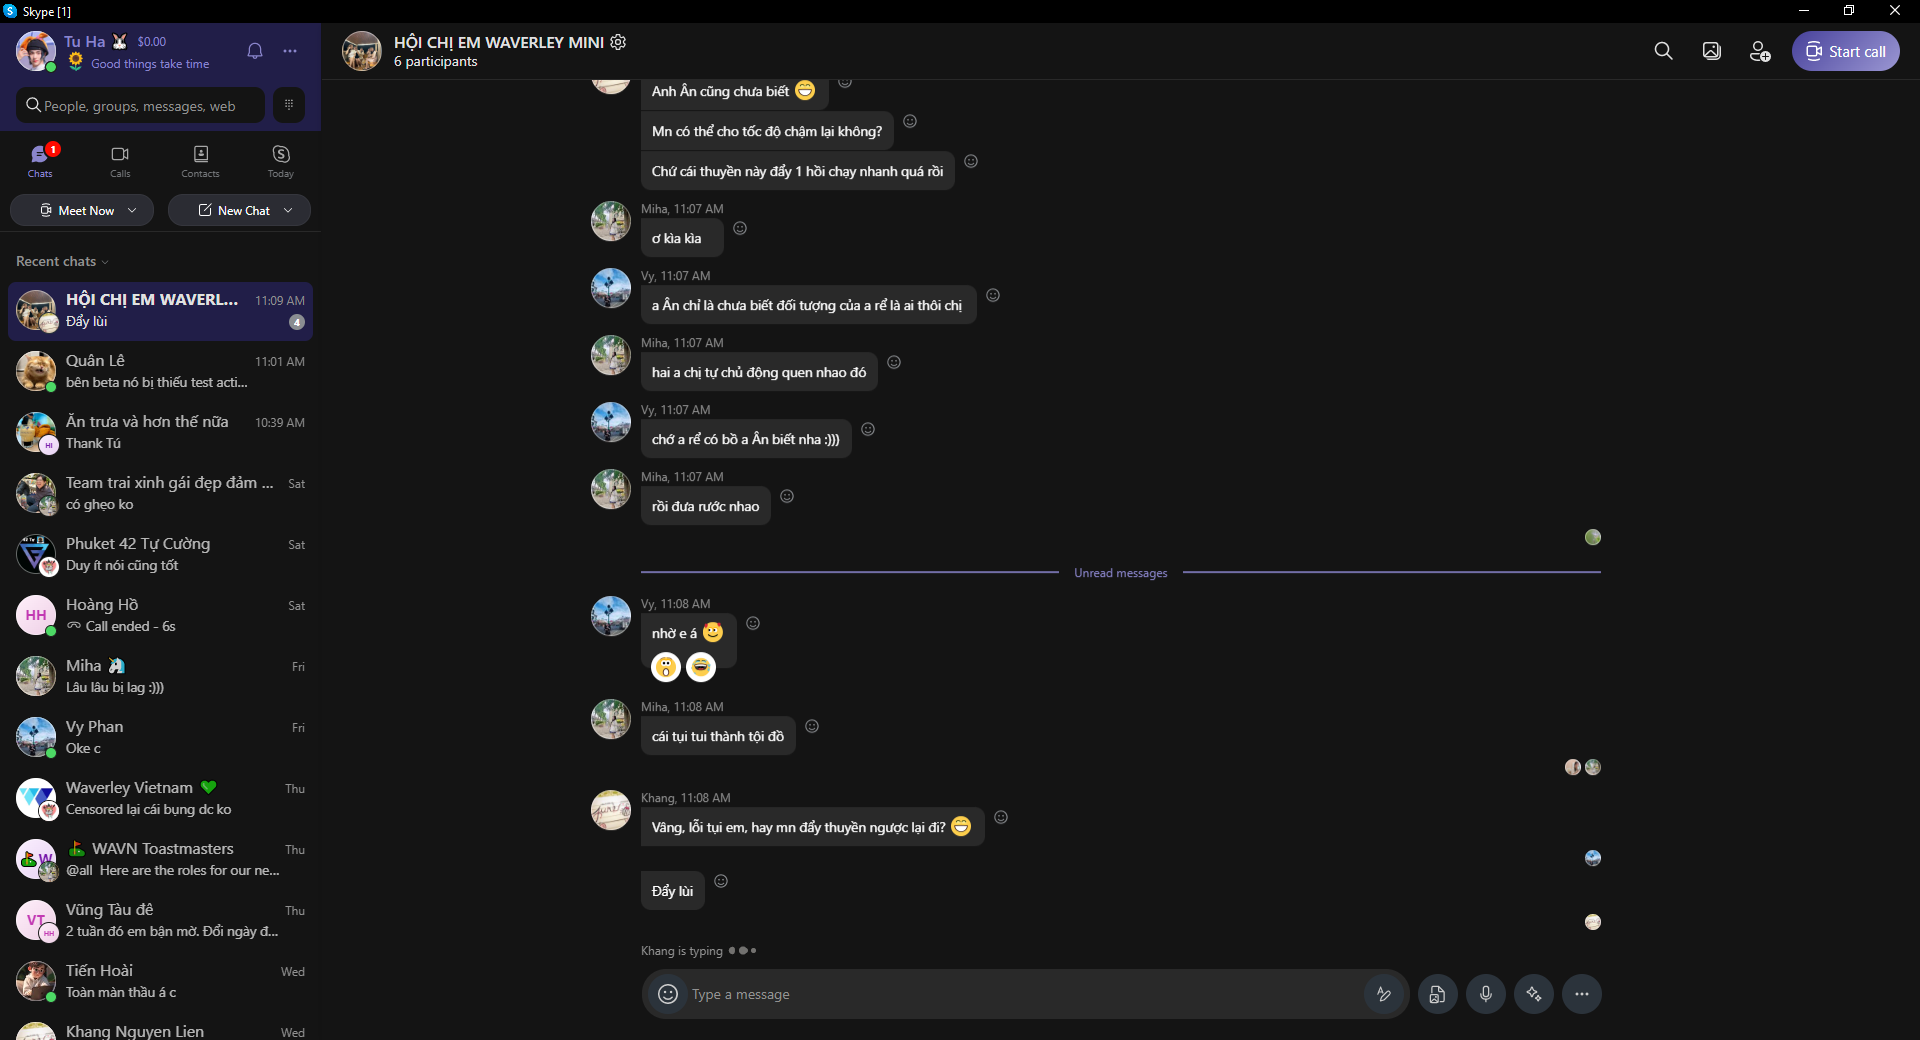 Skype [1]
Tu Ha $0.00
Good things take time
People, groups, messages, web
Chats
1
Calls
Contacts
Today
Meet Now
New Chat
Recent chats
HỘI CHỊ EM WAVERL... 11:09 AM
Đẩy lùi 4
Quân Lê 11:01 AM
bên beta nó bị thiếu test acti...
Ăn trưa và hơn thế nữa 10:39 AM
Thank Tú
HI
Team trai xinh gái đẹp đảm ... Sat
có ghẹo ko
Phuket 42 Tự Cường Sat
Duy ít nói cũng tốt
HH
Hoàng Hồ Sat
Call ended - 6s
Miha Fri
Lâu lâu bị lag :)))
Vy Phan Fri
Oke c
Waverley Vietnam Thu
Censored lại cái bụng dc ko
W
WAVN Toastmasters Thu
@all Here are the roles for our ne...
VT
HH
Vũng Tàu đê Thu
2 tuần đó em bận mờ. Đổi ngày đ...
Tiến Hoài Wed
Toàn màn thầu á c
Khang Nguyen Lien Wed
HỘI CHỊ EM WAVERLEY MINI
6 participants
Start call
Anh Ân cũng chưa biết
Mn có thể cho tốc độ chậm lại không?
Chứ cái thuyền này đẩy 1 hồi chạy nhanh quá rồi
Miha, 11:07 AM
ơ kìa kìa
Vy, 11:07 AM
a Ân chỉ là chưa biết đối tượng của a rể là ai thôi chị
Miha, 11:07 AM
hai a chị tự chủ động quen nhao đó
Vy, 11:07 AM
chớ a rể có bồ a Ân biết nha :)))
Miha, 11:07 AM
rồi đưa rước nhao
Unread messages
Vy, 11:08 AM
nhờ e á
Miha, 11:08 AM
cái tụi tui thành tội đồ
Khang, 11:08 AM
Vâng, lỗi tụi em, hay mn đẩy thuyền ngược lại đi?
Đẩy lùi
Khang is typing
Type a message